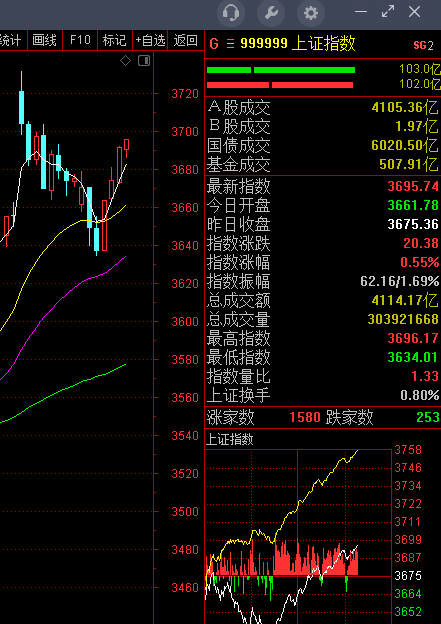 统计 画线 F10 标记 +自选 返回
G 999999 上证指数 SG2
103.0亿
102.0亿
A股成交 4105.36亿
B股成交 1.97亿
国债成交 6020.50亿
基金成交 507.91亿
最新指数 3695.74
今日开盘 3661.78
昨日收盘 3675.36
指数涨跌 20.38
指数涨幅 0.55%
指数振幅 62.16/1.69%
总成交额 4114.17亿
总成交量 303921668
最高指数 3696.17
最低指数 3634.01
指数量比 1.33
上证换手 0.80%
涨家数 1580 跌家数 253
上证指数
3720
3700
3680
3660
3640
3620
3600
3580
3560
3540
3520
3500
3480
3460
3758
3746
3734
3722
3711
3699
3687
3675
3664
3652